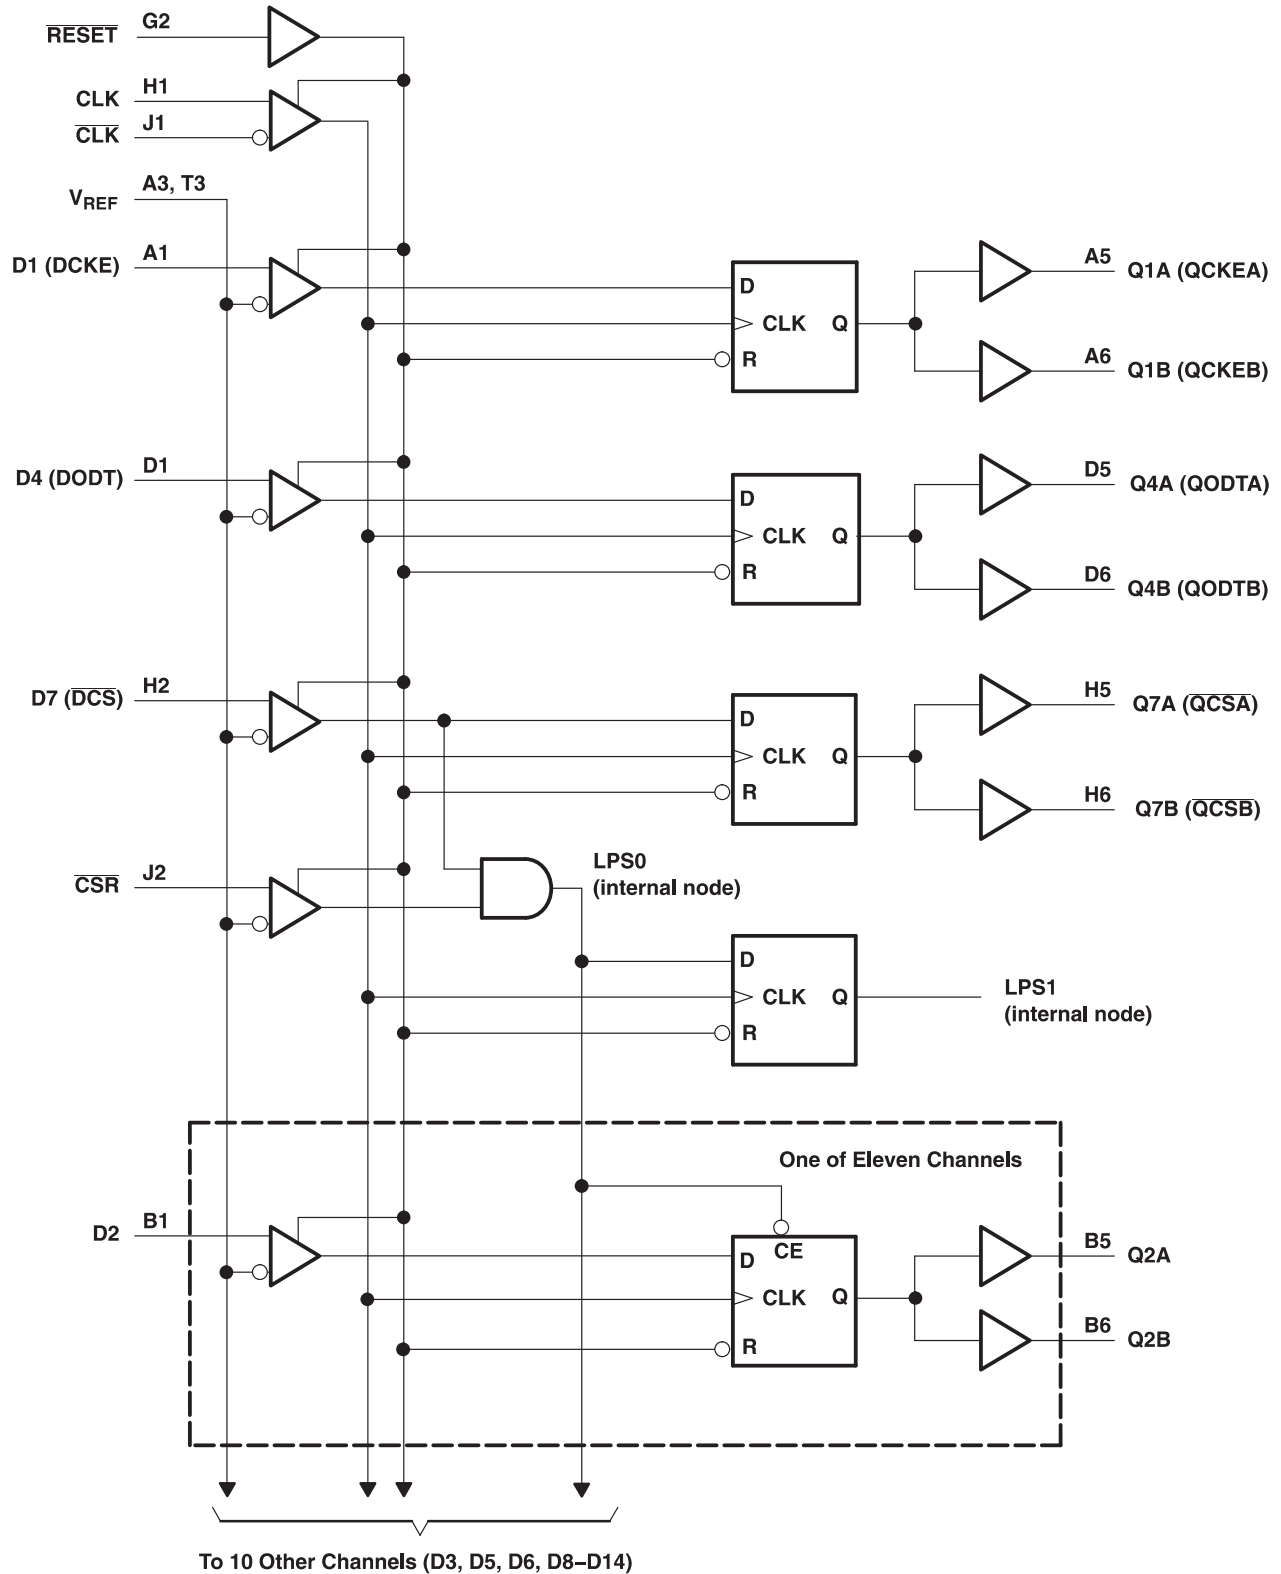 RESET G2
CLK H1
CLK J1
VREF A3, T3
D1 (DCKE) A1
D CLK Q R
A5 Q1A (QCKEA)
A6 Q1B (QCKEB)
D4 (DODT) D1
D CLK Q R
D5 Q4A (QODTA)
D6 Q4B (QODTB)
D7 (DCS) H2
D CLK Q R
H5 Q7A (QCSA)
H6 Q7B (QCSB)
CSR J2
LPS0
(internal node)
D CLK Q R
LPS1
(internal node)
One of Eleven Channels
D2 B1
CE
D CLK Q R
B5 Q2A
B6 Q2B
To 10 Other Channels (D3, D5, D6, D8–D14)